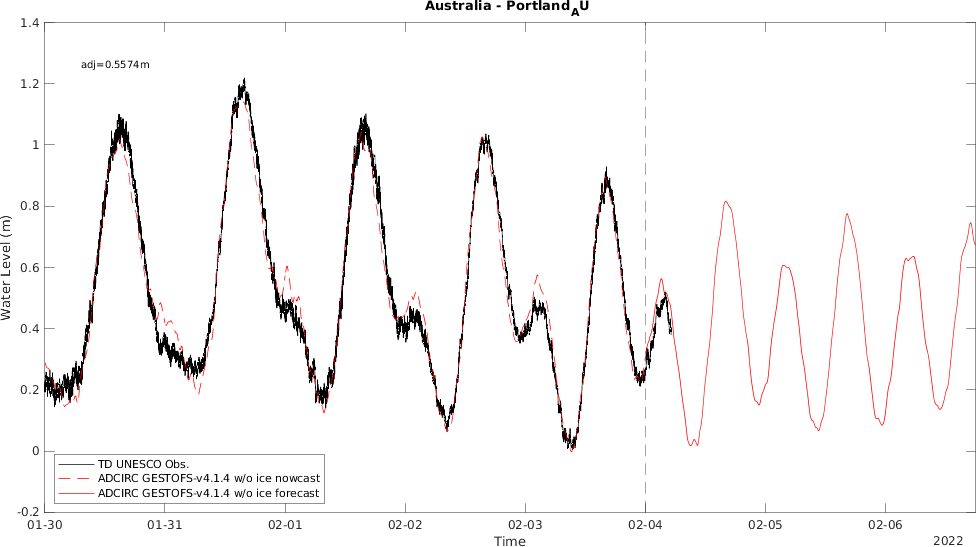 Australia - Portland_AU
adj=0.5574m
Water Level (m)
1.4
1.2
1
0.8
0.6
0.4
0.2
0
-0.2
TD UNESCO Obs.
ADCIRC GESTOFS-v4.1.4 w/o ice nowcast
ADCIRC GESTOFS-v4.1.4 w/o ice forecast
01-30 01-31 02-01 02-02 02-03 02-04 02-05 02-06
Time
2022